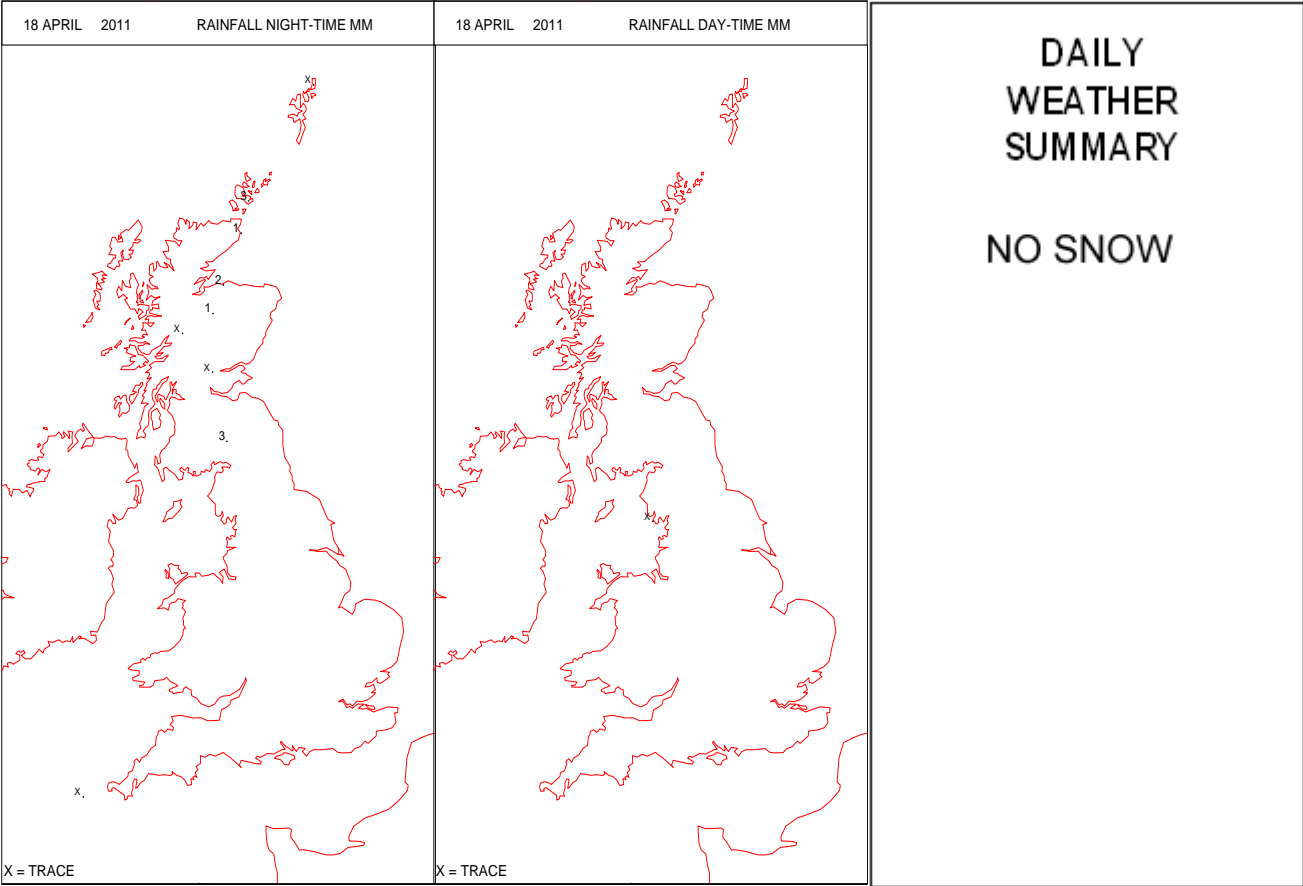 18 APRIL 2011 RAINFALL NIGHT-TIME MM
X
3.
1.
2.
1.
X.
X.
3.
X.
X = TRACE
18 APRIL 2011 RAINFALL DAY-TIME MM
X.
X = TRACE
DAILY
WEATHER
SUMMARY
NO SNOW